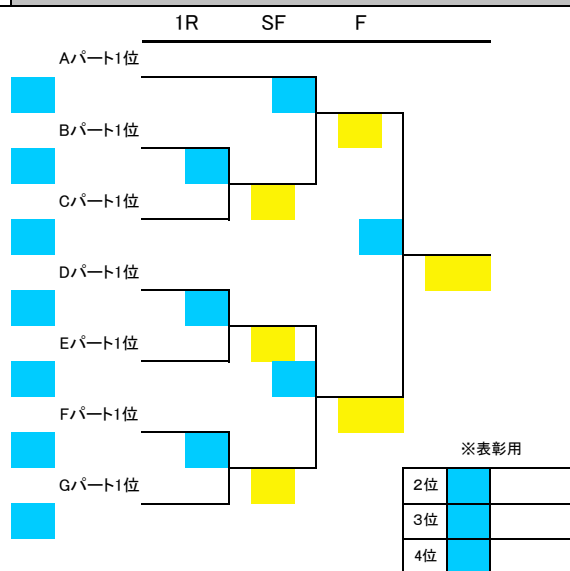 1R SF F
Aパート1位
Bパート1位
Cパート1位
Dパート1位
Eパート1位
Fパート1位
※表彰用
2位
Gパート1位
3位
4位